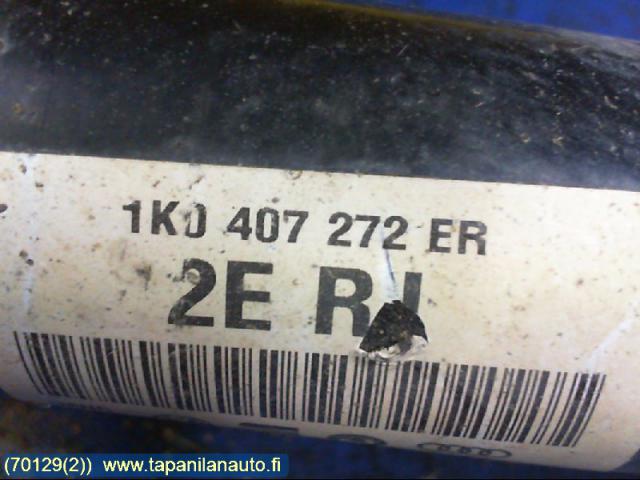 1K0 407 272 ER
2E
(70129(2)) www.tapanilanauto.fi